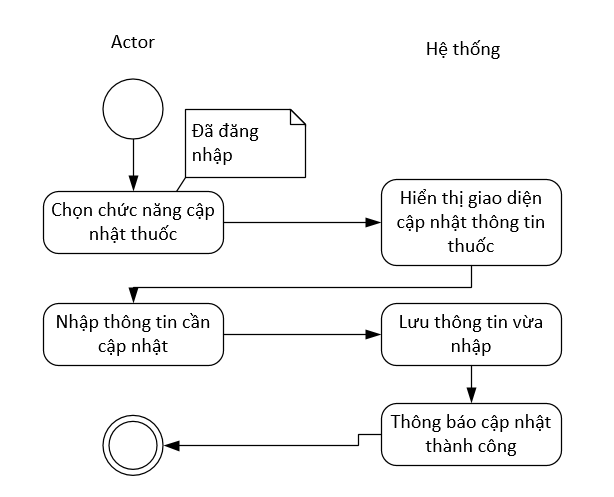 Actor
Hệ thống
Đã đăng
nhập
Chọn chức năng cập
nhật thuốc
Hiển thị giao diện
cập nhật thông tin
thuốc
Nhập thông tin cần
cập nhật
Lưu thông tin vừa
nhập
Thông báo cập nhật
thành công